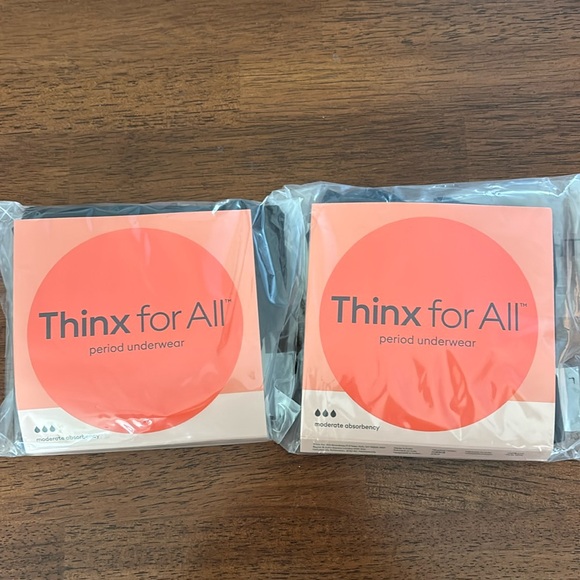 Thinx for All™
period underwear
moderate absorbency
Thinx for All™
period underwear
moderate absorbency